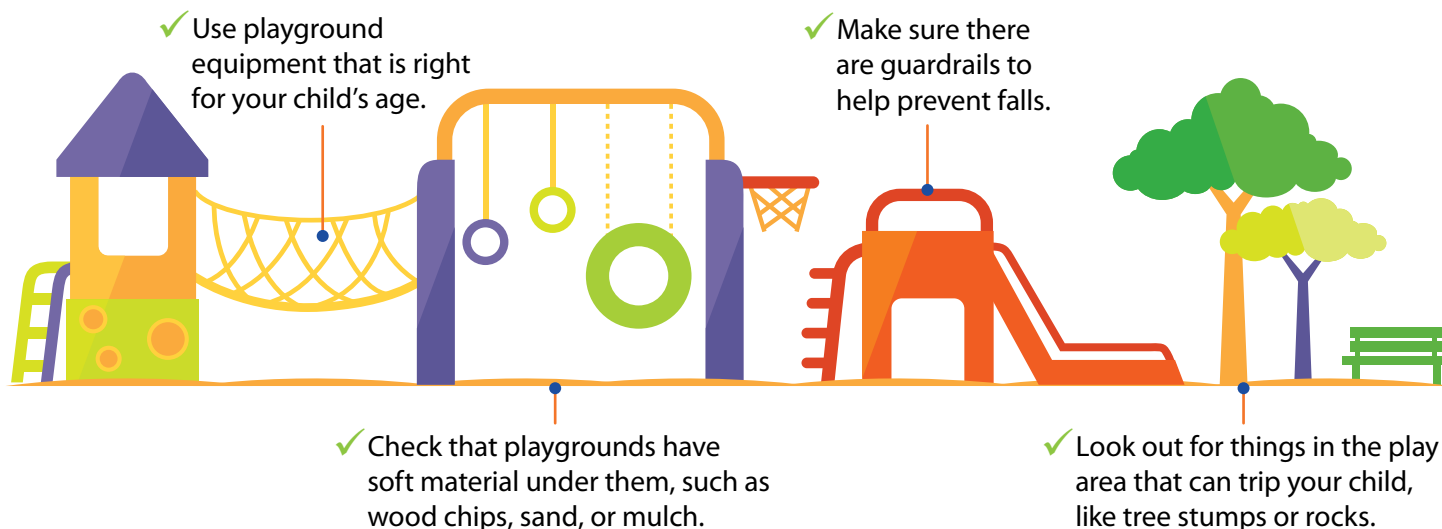 ✓ Use playground
equipment that is right
for your child’s age.
✓ Make sure there
are guardrails to
help prevent falls.
✓ Check that playgrounds have
soft material under them, such as
wood chips, sand, or mulch.
✓ Look out for things in the play
area that can trip your child,
like tree stumps or rocks.